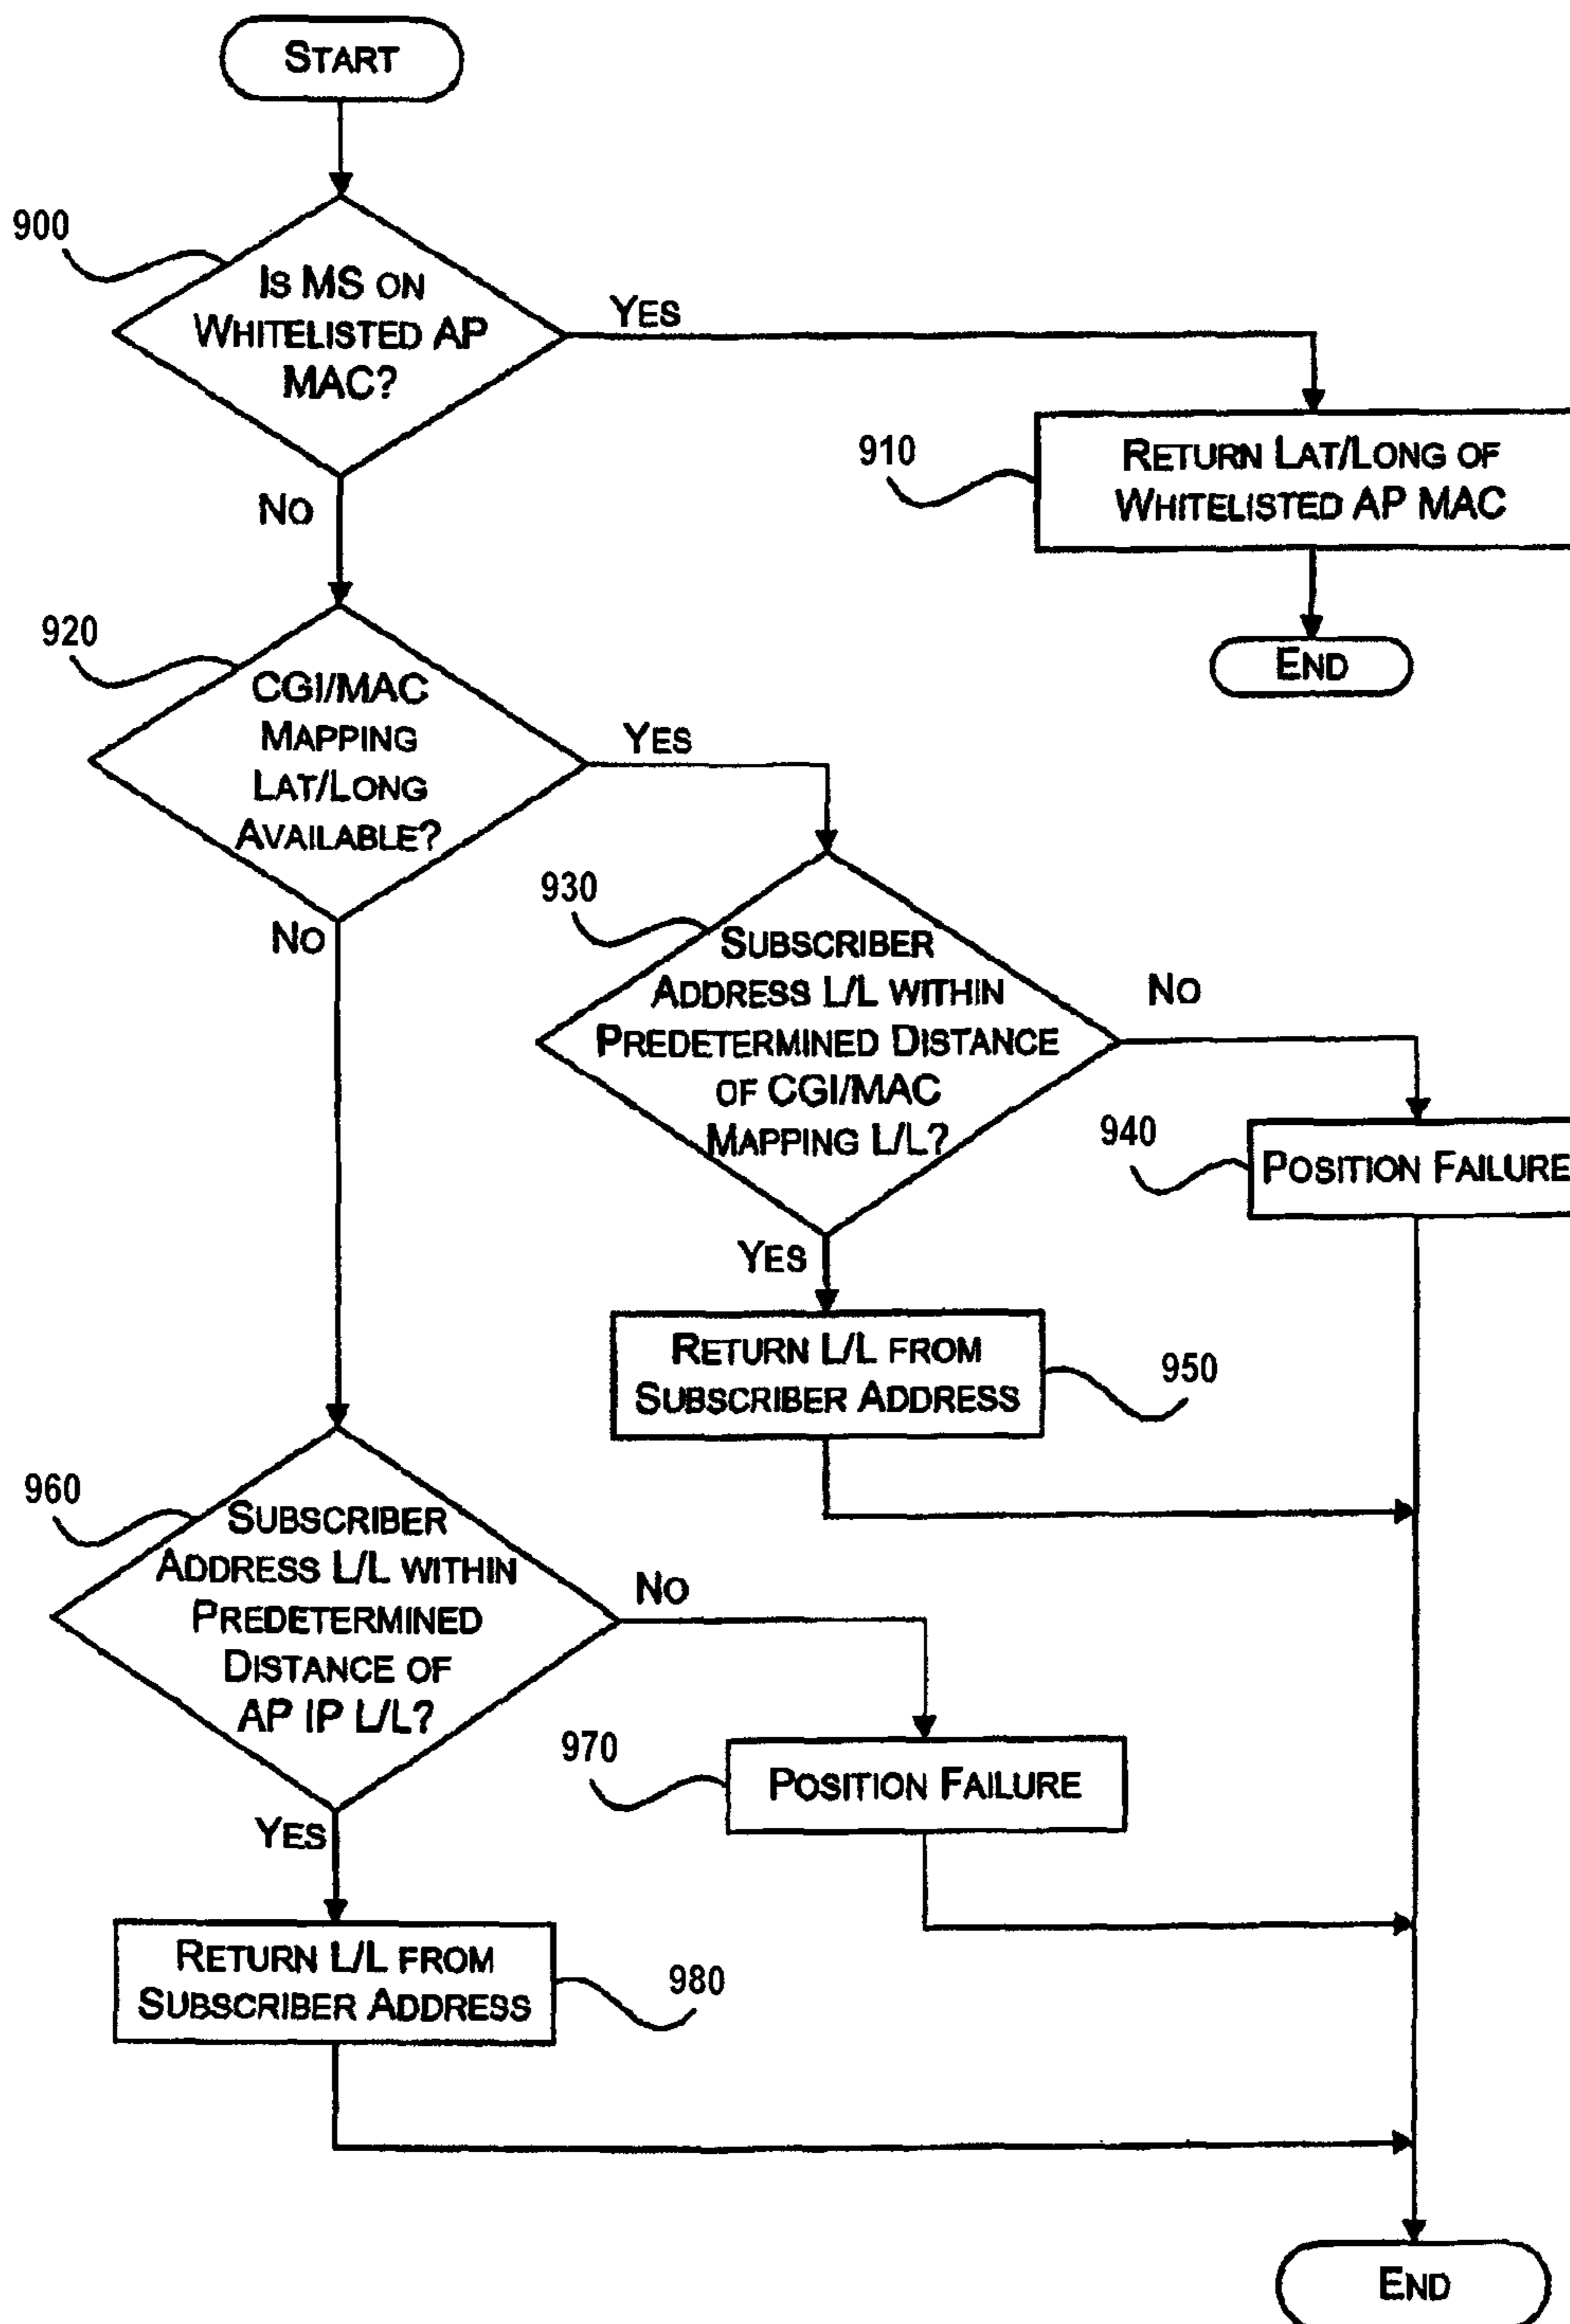 START
900
IS MS ON
WHITELISTED AP
MAC?
YES
NO
910
RETURN LAT/LONG OF
WHITELISTED AP MAC
END
920
CGI/MAC
MAPPING
LAT/LONG
AVAILABLE?
YES
NO
930
SUBSCRIBER
ADDRESS L/L WITHIN
PREDETERMINED DISTANCE
OF CGI/MAC
MAPPING L/L?
NO
YES
940
POSITION FAILURE
RETURN L/L FROM
SUBSCRIBER ADDRESS
950
960
SUBSCRIBER
ADDRESS L/L WITHIN
PREDETERMINED
DISTANCE OF
AP IP L/L?
NO
YES
970
POSITION FAILURE
RETURN L/L FROM
SUBSCRIBER ADDRESS
980
END